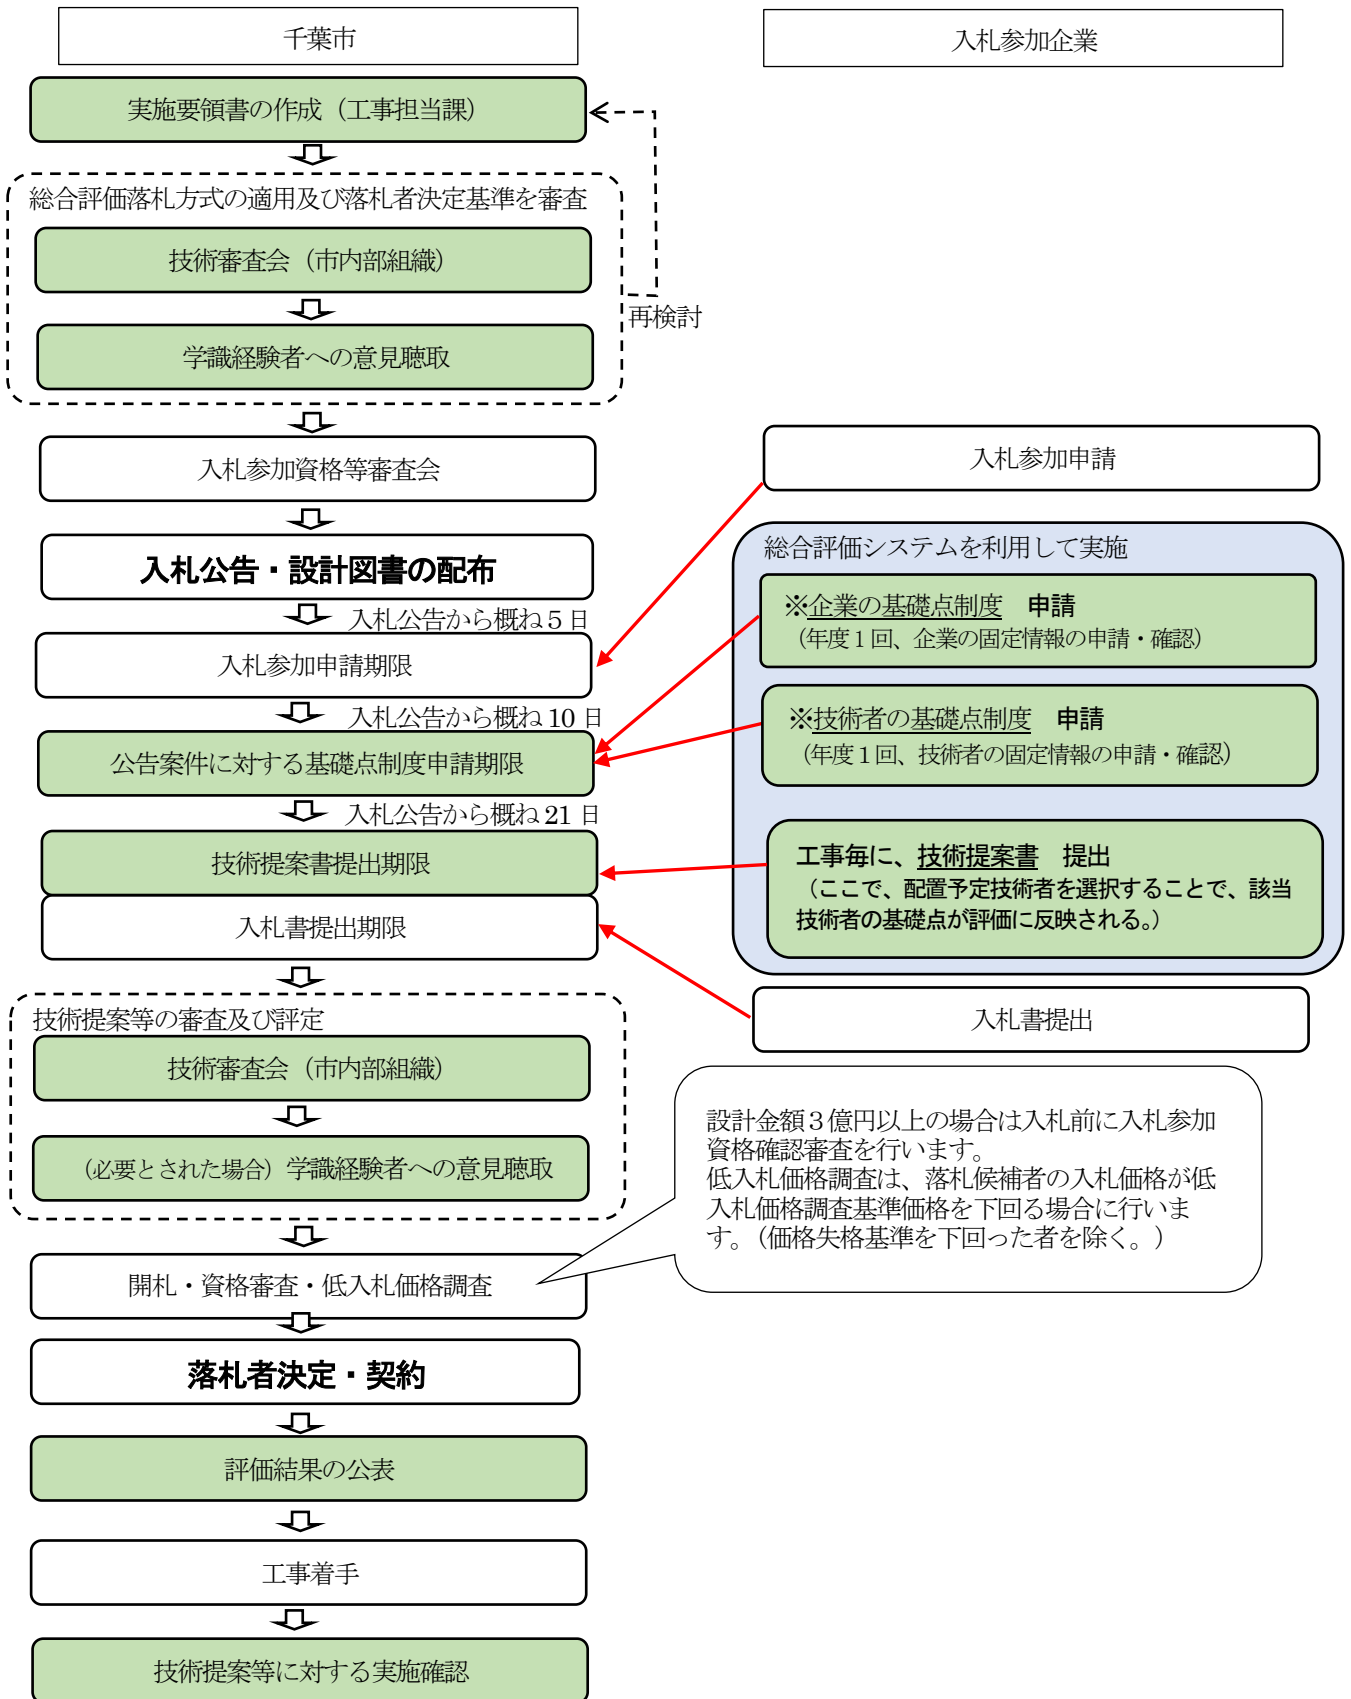 千葉市
入札参加企業
実施要領書の作成（工事担当課）
総合評価落札方式の適用及び落札者決定基準を審査
技術審査会（市内部組織）
再検討
学識経験者への意見聴取
入札参加資格等審査会
入札参加申請
入札公告・設計図書の配布
総合評価システムを利用して実施
入札公告から概ね５日
※企業の基礎点制度　申請
（年度１回、企業の固定情報の申請・確認）
入札参加申請期限
入札公告から概ね 10 日
※技術者の基礎点制度　申請
（年度１回、技術者の固定情報の申請・確認）
公告案件に対する基礎点制度申請期限
入札公告から概ね 21 日
技術提案書提出期限
工事毎に、技術提案書　提出
（ここで、配置予定技術者を選択することで、該当
技術者の基礎点が評価に反映される。）
入札書提出期限
入札書提出
技術提案等の審査及び評定
技術審査会（市内部組織）
（必要とされた場合）学識経験者への意見聴取
設計金額３億円以上の場合は入札前に入札参加
資格確認審査を行います。
低入札価格調査は、落札候補者の入札価格が低
入札価格調査基準価格を下回る場合に行いま
す。（価格失格基準を下回った者を除く。）
開札・資格審査・低入札価格調査
落札者決定・契約
評価結果の公表
工事着手
技術提案等に対する実施確認